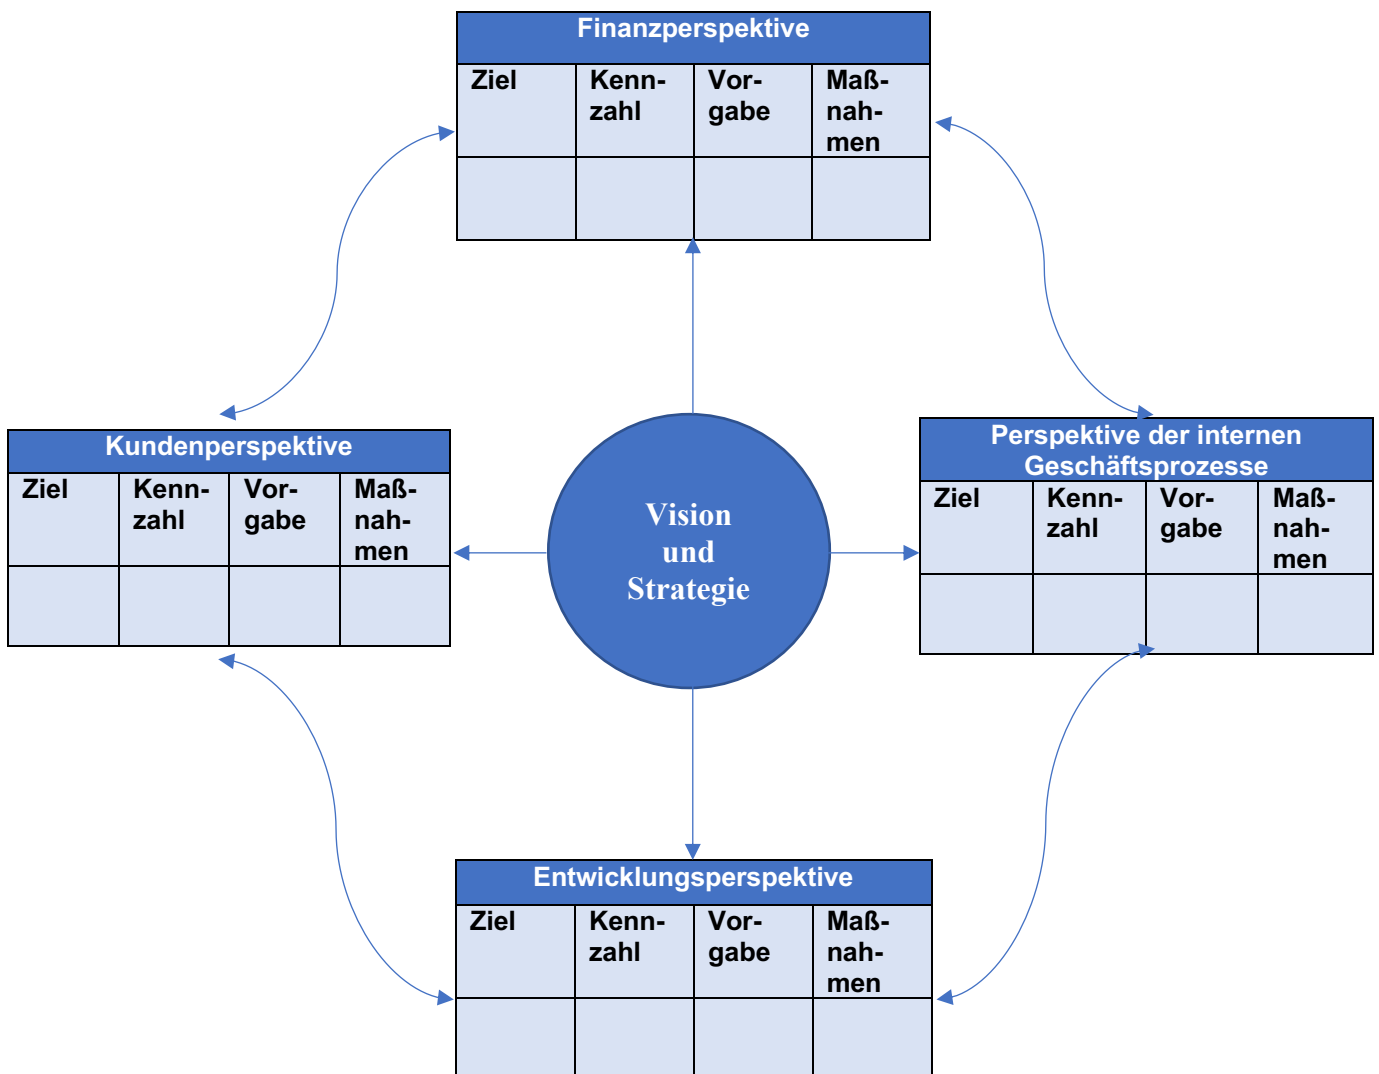 Finanzperspektive
Ziel
Kenn-
zahl
Vor-
gabe
Maß-
nah-
men
Kundenperspektive
Ziel
Kenn-
zahl
Vor-
gabe
Maß-
nah-
men
Vision
und
Strategie
Perspektive der internen
Geschäftsprozesse
Ziel
Kenn-
zahl
Vor-
gabe
Maß-
nah-
men
Entwicklungsperspektive
Ziel
Kenn-
zahl
Vor-
gabe
Maß-
nah-
men